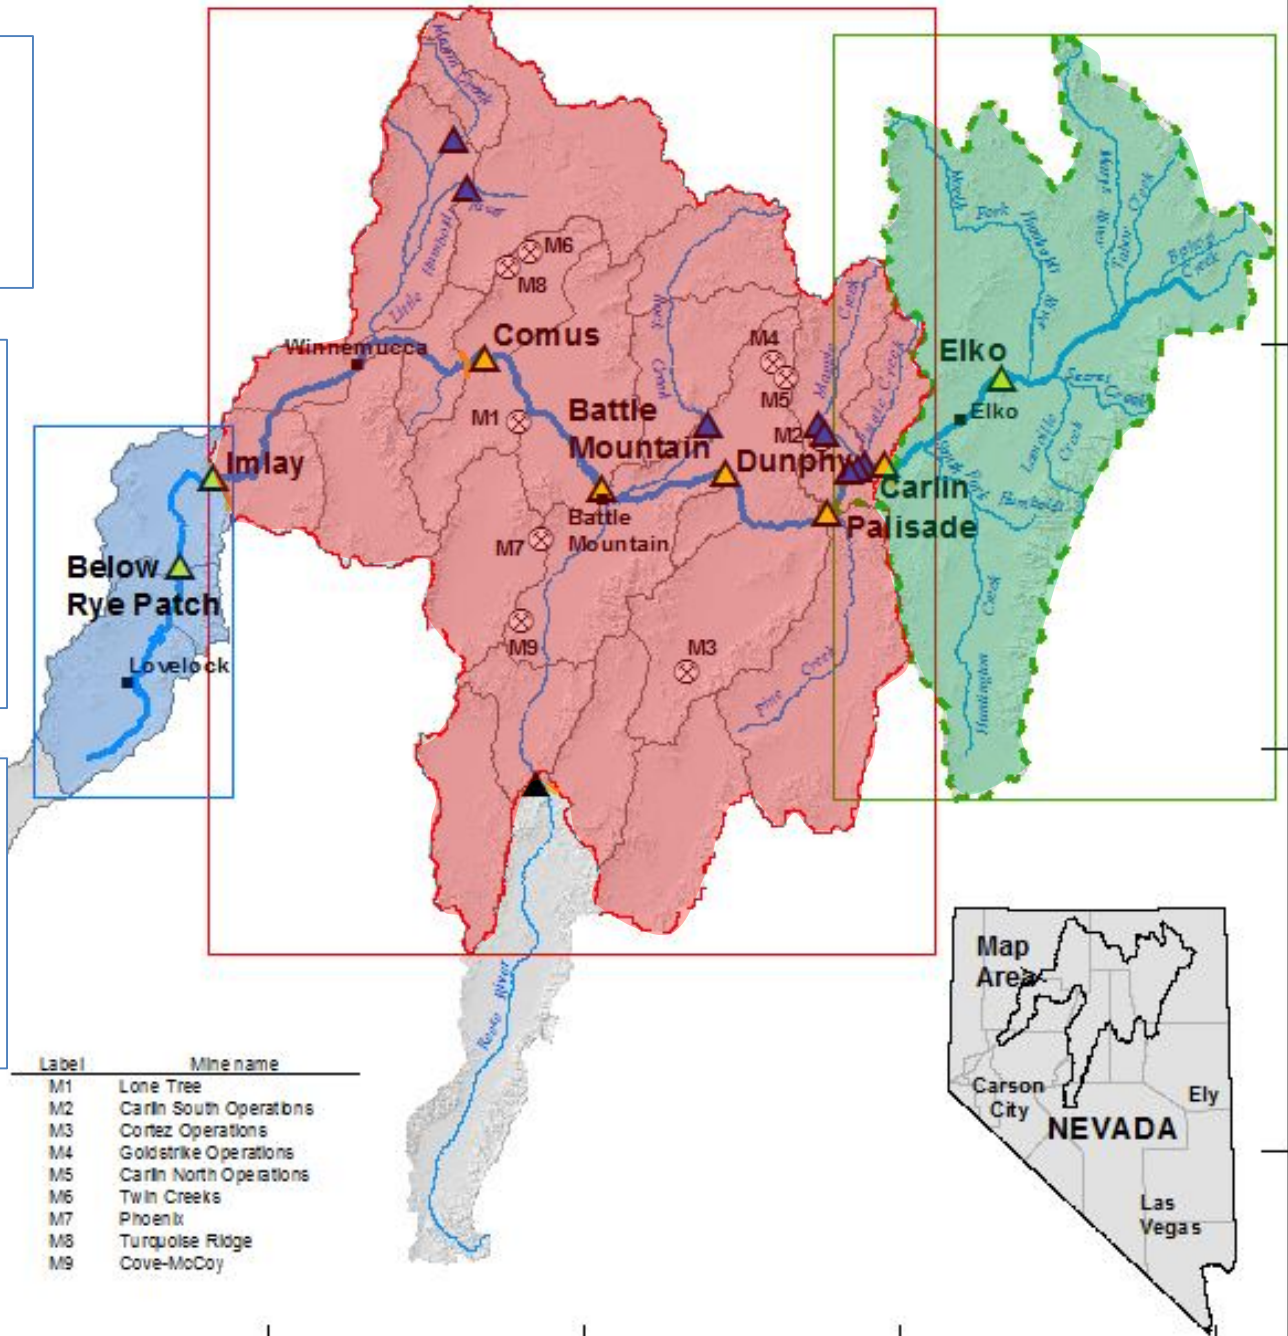 Martin Creek
M6
M8
Little
Humboldt
North
Fork
Humboldt
River
Marys River
Tabor Creek
Bishop
Creek
Comus
Winnemucca
Rock
Creek
M4
M5
Maggie
Creek
Elko
Elko
Secret
Creek
M1
Battle
Mountain
M2
Dunphy
Imlay
Carlin
Lamoille
Creek
South
Fork
Humboldt
Battle
Mountain
Palisade
M7
Below
Rye Patch
M9
M3
Lovelock
Pine Creek
Huntington
Creek
Reese River
Label Mine name
M1 Lone Tree
M2 Carlin South Operations
M3 Cortez Operations
M4 Goldstrike Operations
M5 Carlin North Operations
M6 Twin Creeks
M7 Phoenix
M8 Turquoise Ridge
M9 Cove-McCoy
Map
Area
Carson
City
Ely
NEVADA
Las
Vegas